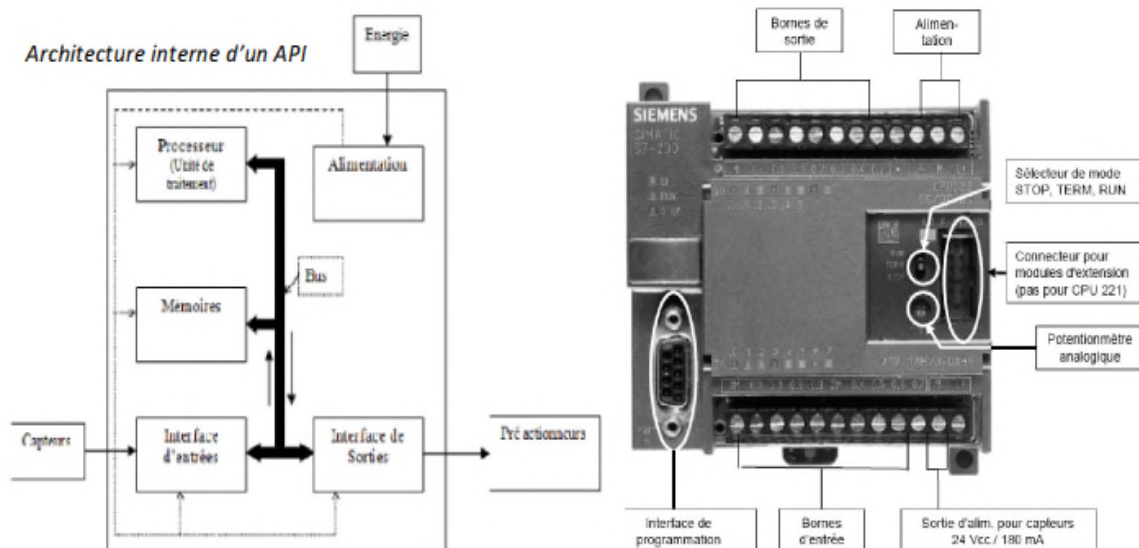 Architecture interne d'un API
Energie
Processeur
(Unité de
traitement)
Alimentation
Bus
Mémoires
Capteurs
Interface
d'entrées
Interface de
Sorties
Pré actionneurs
Bornes de
sortie
Alimen-
tation
SIEMENS
SIMATIC
S7-200
Sélecteur de mode
STOP, TERM, RUN
Connecteur pour
modules d'extension
(pas pour CPU 221)
Potentionmètre
analogique
Interface de
programmation
Bornes
d'entrée
Sortie d'alim. pour capteurs
24 Vcc / 180 mA